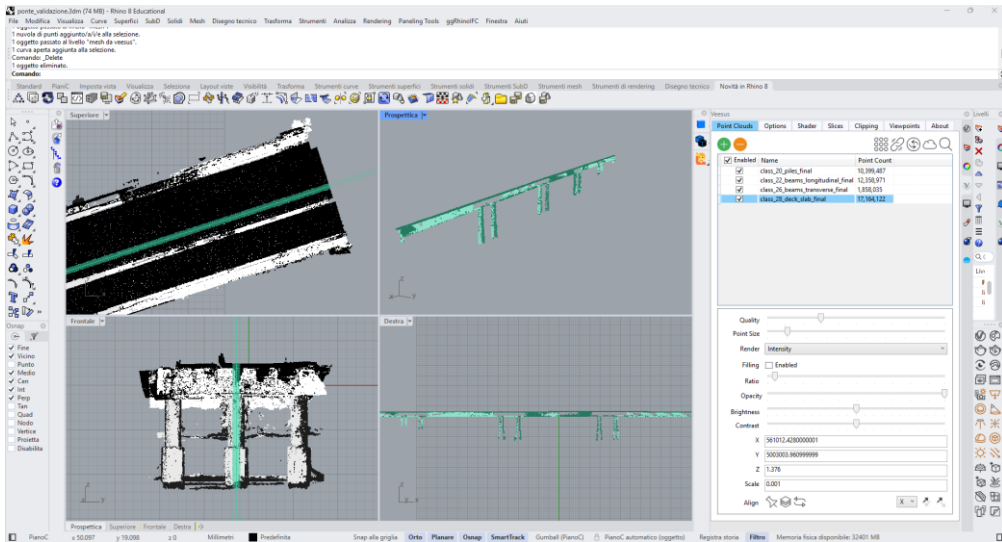 ponte_validazione.3dm (74 MB) - Rhino 8 Educational
File Modifica Visualizza Curve Superfici SubD Solidi Mesh Disegno tecnico Trasforma Strumenti Analizza Rendering Paneling Tools ggRhinoIFC Finestra Aiuti
1 nuvola di punti aggiunto/a/i/e alla selezione.
1 oggetto passato al livello "mesh da veesus".
1 curva aperta aggiunta alla selezione.
Comando: _Delete
1 oggetto eliminato.
Comando:
Standard PianoC Imposta vista Visualizza Seleziona Layout viste Visibilità Trasforma Strumenti curve Strumenti superfici Strumenti solidi Strumenti SubD Strumenti mesh Strumenti di rendering Disegno tecnico Novità in Rhino 8
Superiore
Prospettica
Frontale
Destra
Osnap
Fine
Vicino
Punto
Medio
Cen
Int
Perp
Tan
Quad
Nodo
Vertice
Proietta
Disabilita
Veesus
Point Clouds Options Shader Slices Clipping Viewpoints About
Enabled Name Point Count
class_20_piles_final 10,399,487
class_22_beams_longitudinal_final 12,358,971
class_26_beams_transverse_final 1,858,035
class_28_deck_slab_final 17,164,122
Quality
Point Size
Render Intensity
Filling Enabled
Ratio
Opacity
Brightness
Contrast
X 561012.4280000001
Y 5003003.960999999
Z 1.376
Scale 0.001
Align X
Livelli
Prospettica Superiore Frontale Destra
PianoC x 50.097 y 19.098 z 0 Millimetri Predefinita Snap alla griglia Orto Planare Osnap SmartTrack Gumball (PianoC) PianoC automatico (oggetto) Registra storia Filtro Memoria fisica disponibile: 32401 MB